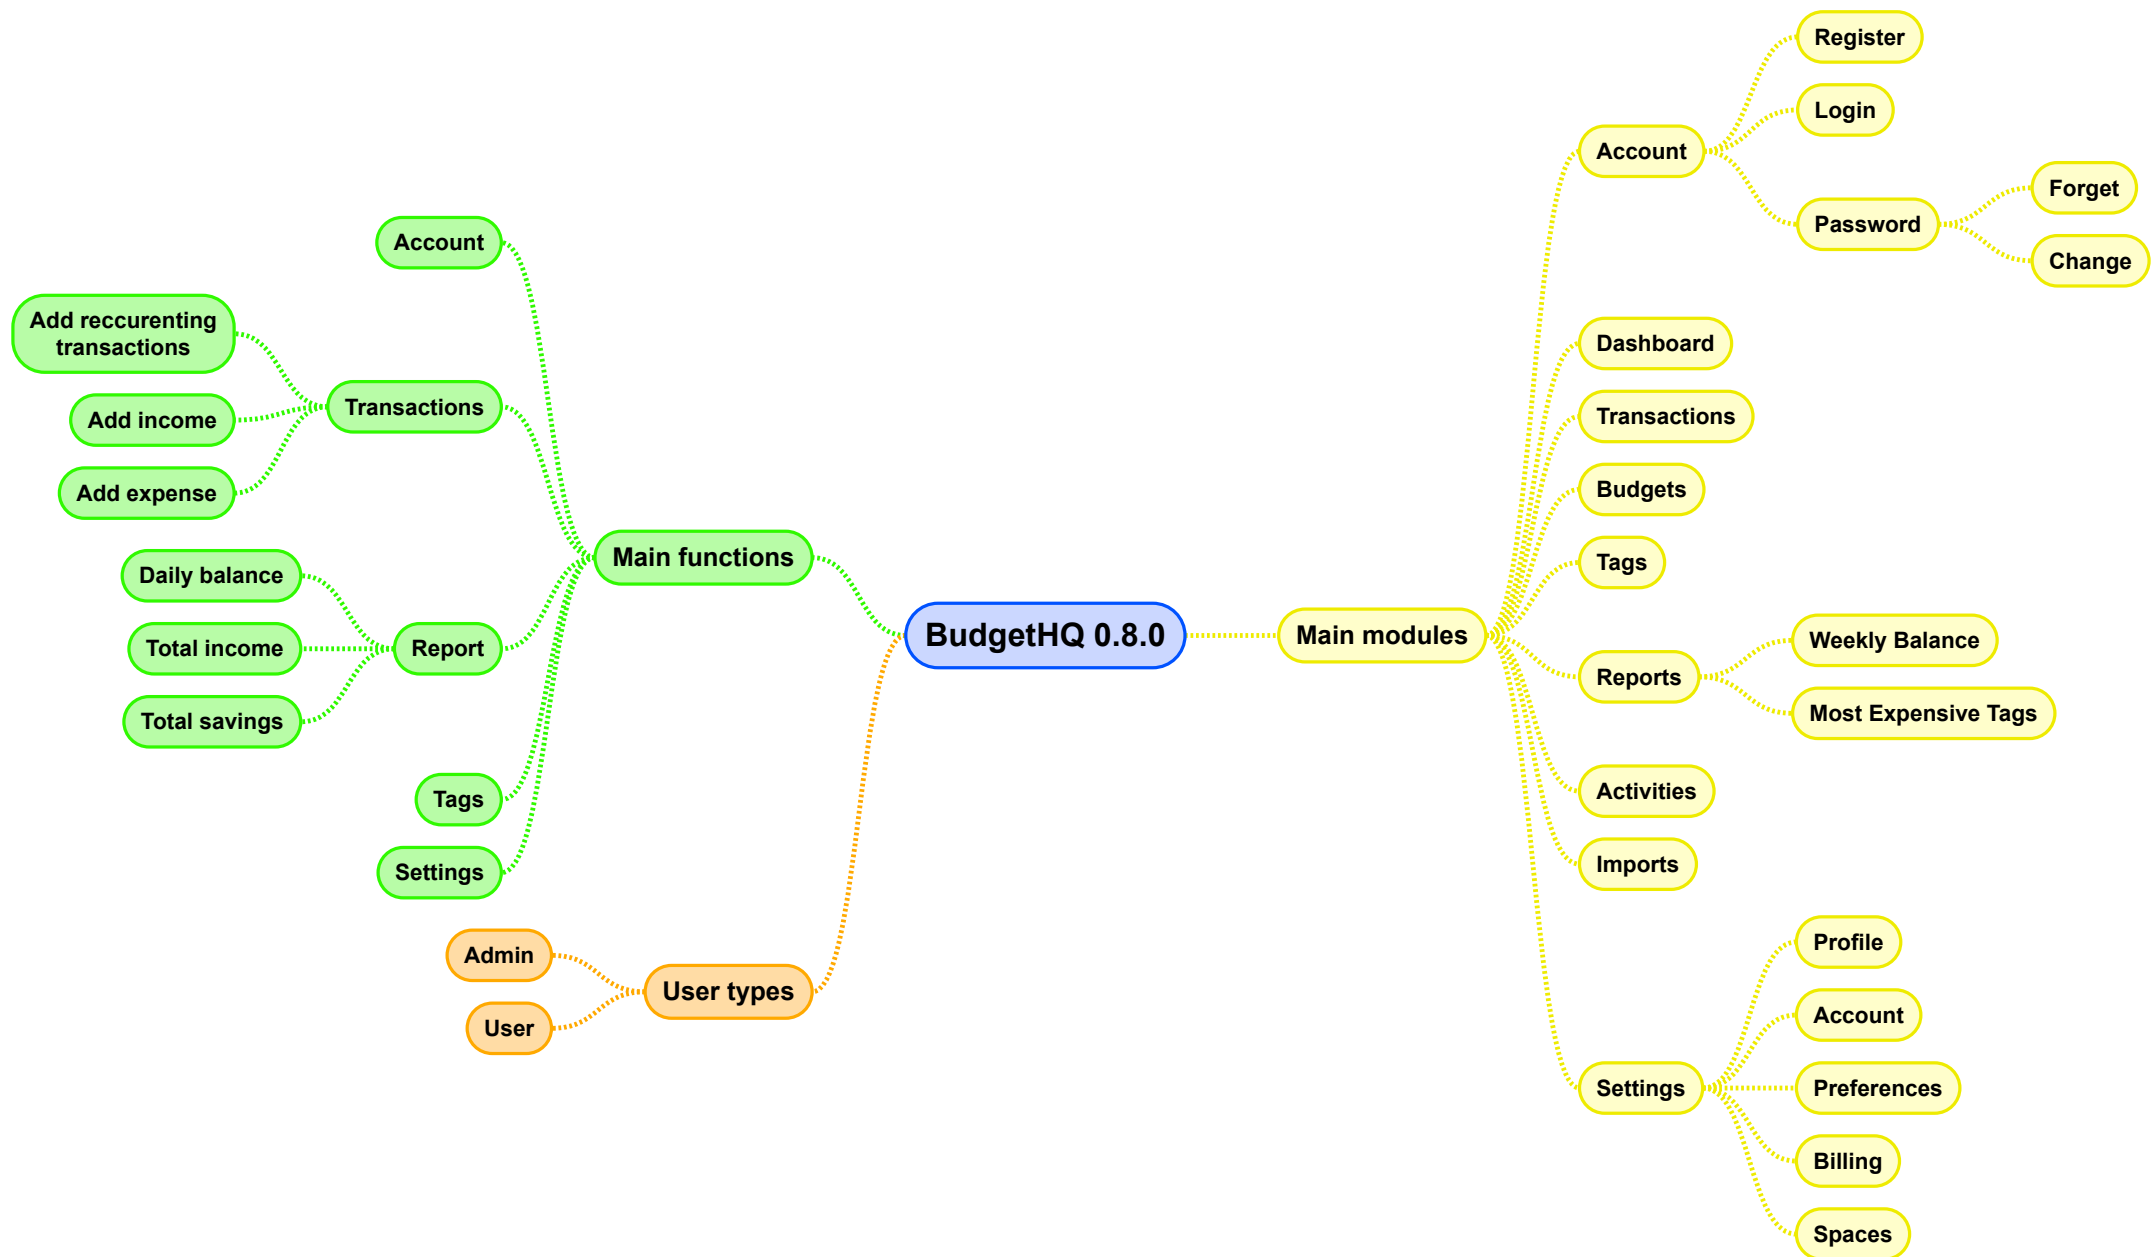 BudgetHQ 0.8.0
Main functions
Account
Transactions
Add reccurenting
transactions
Add income
Add expense
Report
Daily balance
Total income
Total savings
Tags
Settings
User types
Admin
User
Main modules
Account
Register
Login
Password
Forget
Change
Dashboard
Transactions
Budgets
Tags
Reports
Weekly Balance
Most Expensive Tags
Activities
Imports
Settings
Profile
Account
Preferences
Billing
Spaces